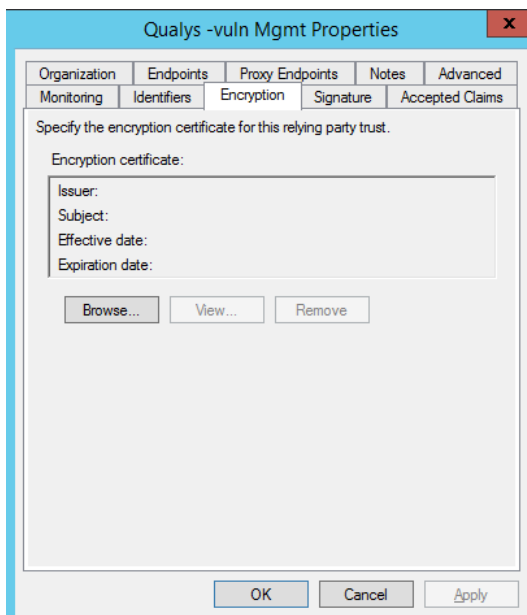 Qualys -vuln Mgmt Properties
x
Organization Endpoints Proxy Endpoints Notes Advanced
Monitoring Identifiers Encryption Signature Accepted Claims
Specify the encryption certificate for this relying party trust.
Encryption certificate:
Issuer:
Subject:
Effective date:
Expiration date:
Browse... View... Remove
OK Cancel Apply